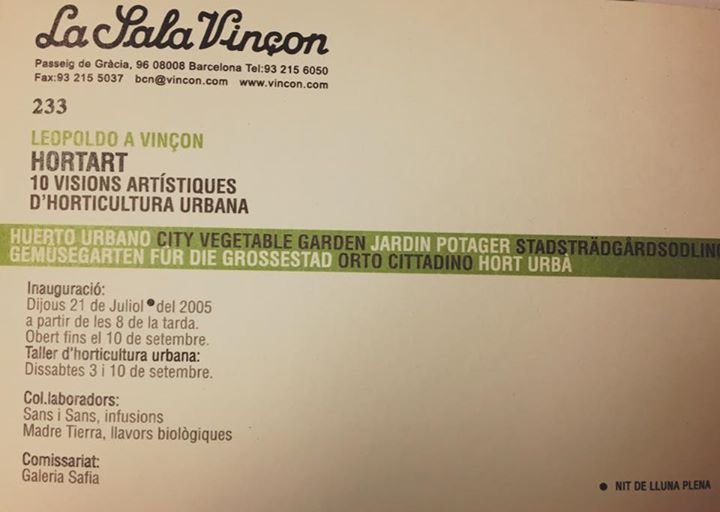 La Sala Vinçon
Passeig de Gràcia, 96 08008 Barcelona Tel:93 215 6050
Fax:93 215 5037 bcn@vincon.com www.vincon.com
233
LEOPOLDO A VINÇON
HORTART
10 VISIONS ARTÍSTIQUES
D'HORTICULTURA URBANA
HUERTO URBANO CITY VEGETABLE GARDEN JARDIN POTAGER STADSTRÄDGÅRDSODLING
GEMÜSEGARTEN FÜR DIE GROSSESTAD ORTO CITTADINO HORT URBÀ
Inauguració:
Dijous 21 de Juliol • del 2005
a partir de les 8 de la tarda.
Obert fins el 10 de setembre.
Taller d'horticultura urbana:
Dissabtes 3 i 10 de setembre.
Col.laboradors:
Sans i Sans, infusions
Madre Tierra, llavors biològiques
Comissariat:
Galeria Safia
• NIT DE LLUNA PLENA